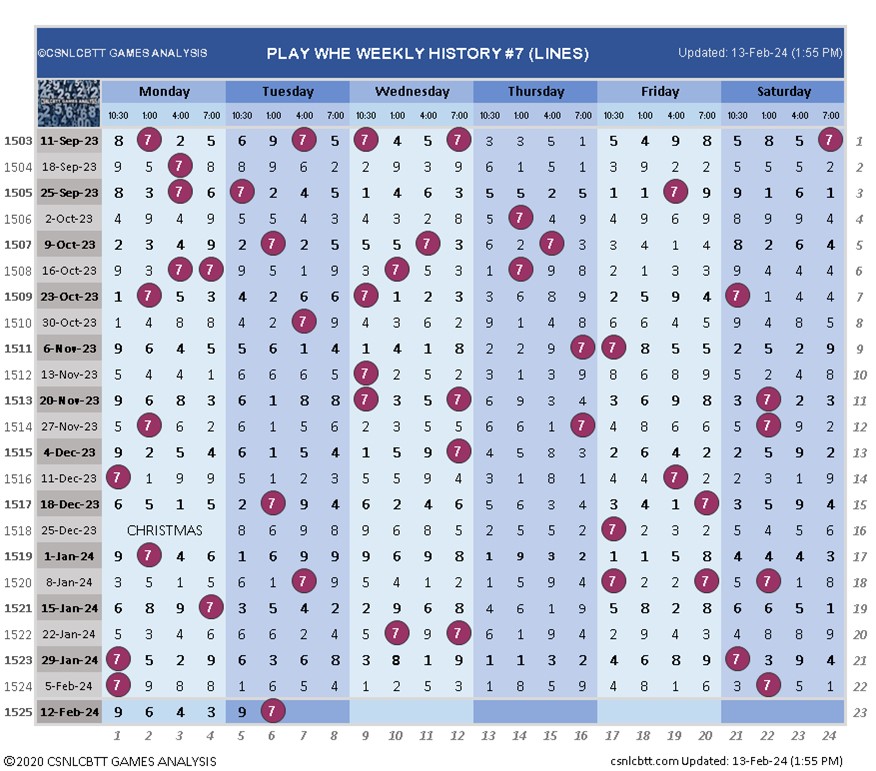 ©CSNLCBTT GAMES ANALYSIS PLAY WHE WEEKLY HISTORY #7 (LINES) Updated: 13-Feb-24 (1:55 PM)
Monday Tuesday Wednesday Thursday Friday Saturday
10:30 1:00 4:00 7:00 10:30 1:00 4:00 7:00 10:30 1:00 4:00 7:00 10:30 1:00 4:00 7:00 10:30 1:00 4:00 7:00 10:30 1:00 4:00 7:00
1503 11-Sep-23 8 7 2 5 6 9 7 5 7 4 5 7 3 3 5 1 5 4 9 8 5 8 5 7 1
1504 18-Sep-23 9 5 7 8 8 9 6 2 2 9 3 9 6 1 5 1 3 9 2 2 5 5 5 2 2
1505 25-Sep-23 8 3 7 6 7 2 4 5 1 4 6 3 5 5 2 5 1 1 7 9 9 1 6 1 3
1506 2-Oct-23 4 9 4 9 5 5 4 3 4 3 2 8 5 7 4 9 4 9 6 9 8 9 9 4 4
1507 9-Oct-23 2 3 4 9 2 7 2 5 5 5 7 3 6 2 7 3 3 4 1 4 8 2 6 4 5
1508 16-Oct-23 9 3 7 7 9 5 1 9 3 7 5 3 1 7 9 8 2 1 3 3 9 4 4 4 6
1509 23-Oct-23 1 7 5 3 4 2 6 6 7 1 2 3 3 6 8 9 2 5 9 4 7 1 4 4 7
1510 30-Oct-23 1 4 8 8 4 2 7 9 4 3 6 2 9 1 4 8 6 6 4 5 9 4 8 5 8
1511 6-Nov-23 9 6 4 5 5 6 1 4 1 4 1 8 2 2 9 7 7 8 5 5 2 5 2 9 9
1512 13-Nov-23 5 4 4 1 6 6 6 5 7 2 5 2 3 1 3 9 8 6 8 9 5 2 4 8 10
1513 20-Nov-23 9 6 8 3 6 1 8 8 7 3 5 7 6 9 3 4 3 6 9 8 3 7 2 3 11
1514 27-Nov-23 5 7 6 2 6 1 5 6 2 5 3 2 6 6 1 7 4 8 6 6 5 7 9 2 12
1515 4-Dec-23 9 2 5 4 6 1 5 4 1 5 9 7 4 5 8 3 2 6 4 2 2 5 9 2 13
1516 11-Dec-23 7 1 9 9 5 1 2 3 5 5 9 4 3 1 8 1 4 4 7 2 2 3 1 9 14
1517 18-Dec-23 6 5 1 5 2 7 9 4 6 2 4 6 5 6 3 4 3 4 1 7 3 5 9 4 15
1518 25-Dec-23 CHRISTMAS 8 6 9 8 9 6 8 5 2 5 5 2 7 2 3 2 5 4 5 6 16
1519 1-Jan-24 9 7 4 6 1 6 9 9 9 6 9 8 1 9 3 2 1 1 5 8 4 4 4 3 17
1520 8-Jan-24 3 5 1 5 1 6 7 9 5 4 1 2 1 5 5 9 7 2 2 7 5 7 1 8 18
1521 15-Jan-24 6 8 9 7 3 5 4 2 2 9 6 8 4 6 1 9 5 8 2 8 6 6 5 1 19
1522 22-Jan-24 5 3 4 6 6 6 2 4 5 7 9 7 6 1 9 4 2 9 4 3 4 8 8 9 20
1523 29-Jan-24 7 5 2 9 6 3 6 8 3 8 1 9 1 1 3 2 4 6 8 9 7 3 9 4 21
1524 5-Feb-24 7 9 8 8 1 6 5 4 1 2 5 3 1 8 5 9 4 8 1 6 3 7 5 1 22
1525 12-Feb-24 9 6 4 3 9 7 23
1 2 3 4 5 6 7 8 9 10 11 12 13 14 15 16 17 18 19 20 21 22 23 24
©2020 CSNLCBTT GAMES ANALYSIS csnlcbtt.com Updated: 13-Feb-24 (1:55 PM)